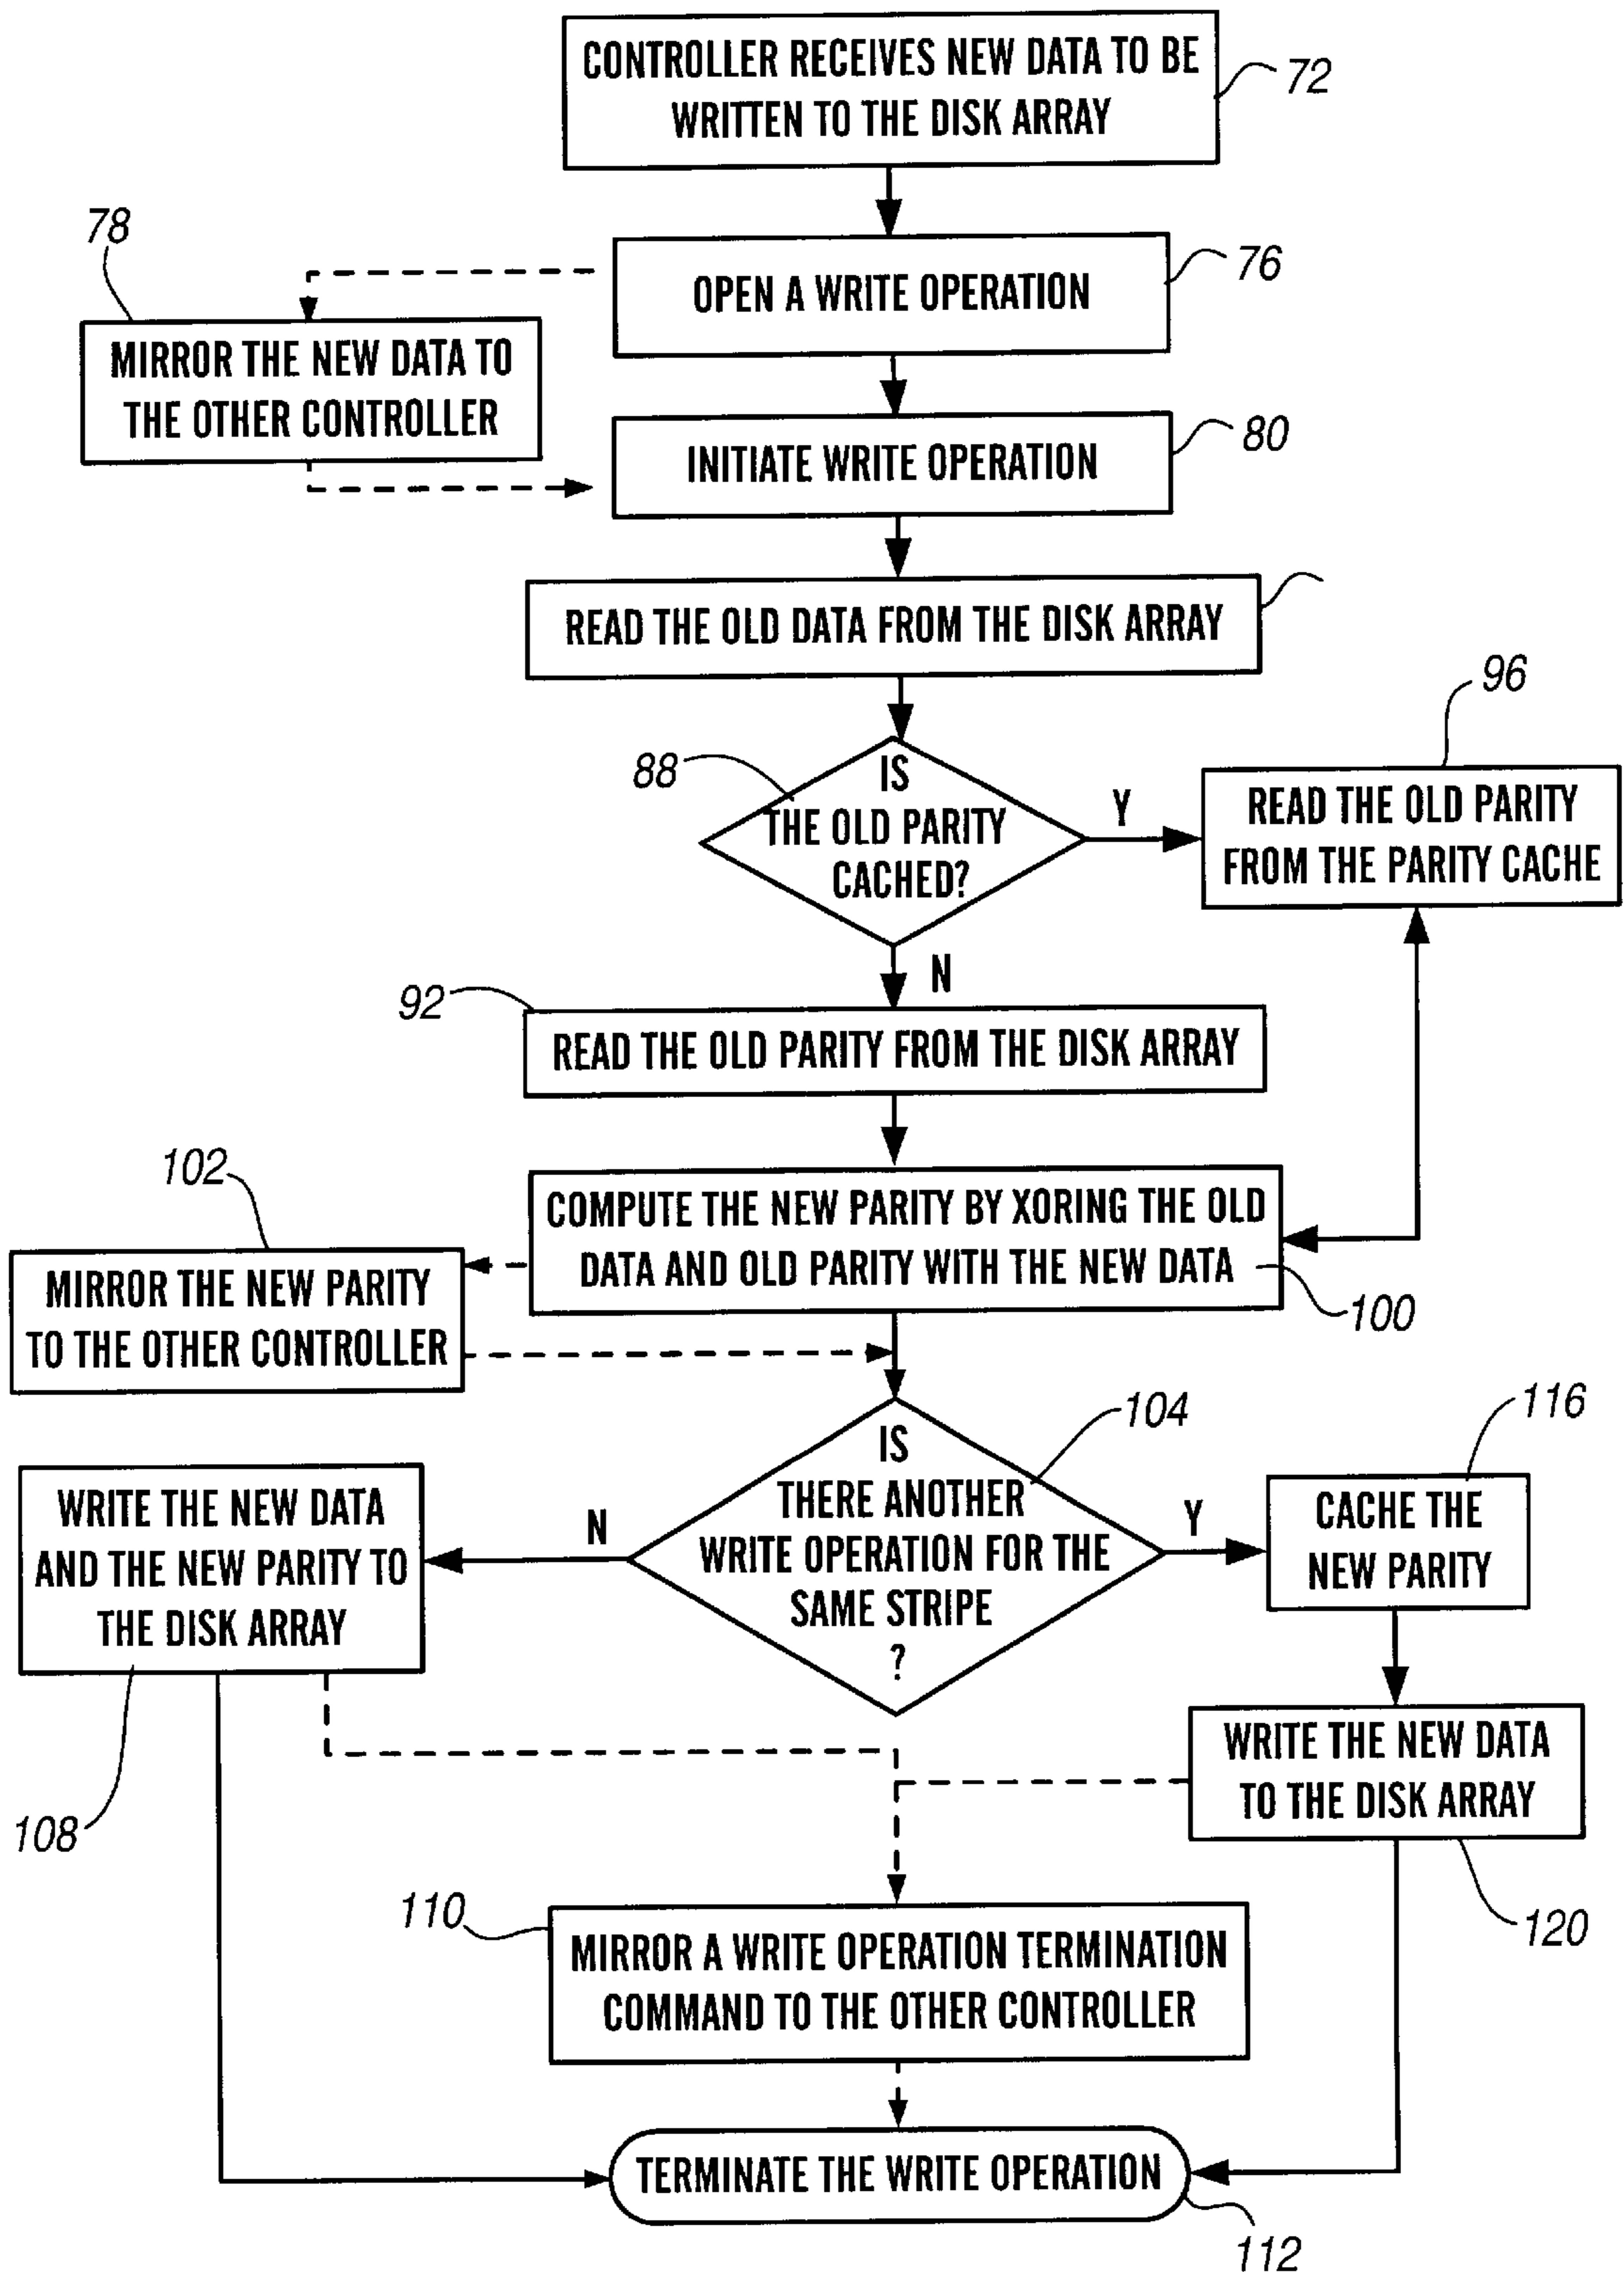 CONTROLLER RECEIVES NEW DATA TO BE
WRITTEN TO THE DISK ARRAY
72
78
OPEN A WRITE OPERATION
76
MIRROR THE NEW DATA TO
THE OTHER CONTROLLER
INITIATE WRITE OPERATION
80
READ THE OLD DATA FROM THE DISK ARRAY
96
88
IS
THE OLD PARITY
CACHED?
Y
READ THE OLD PARITY
FROM THE PARITY CACHE
N
92
READ THE OLD PARITY FROM THE DISK ARRAY
102
COMPUTE THE NEW PARITY BY XORING THE OLD
DATA AND OLD PARITY WITH THE NEW DATA
100
MIRROR THE NEW PARITY
TO THE OTHER CONTROLLER
104
116
IS
THERE ANOTHER
WRITE OPERATION FOR THE
SAME STRIPE
?
N
Y
WRITE THE NEW DATA
AND THE NEW PARITY TO
THE DISK ARRAY
CACHE THE
NEW PARITY
WRITE THE NEW DATA
TO THE DISK ARRAY
108
120
110
MIRROR A WRITE OPERATION TERMINATION
COMMAND TO THE OTHER CONTROLLER
TERMINATE THE WRITE OPERATION
112